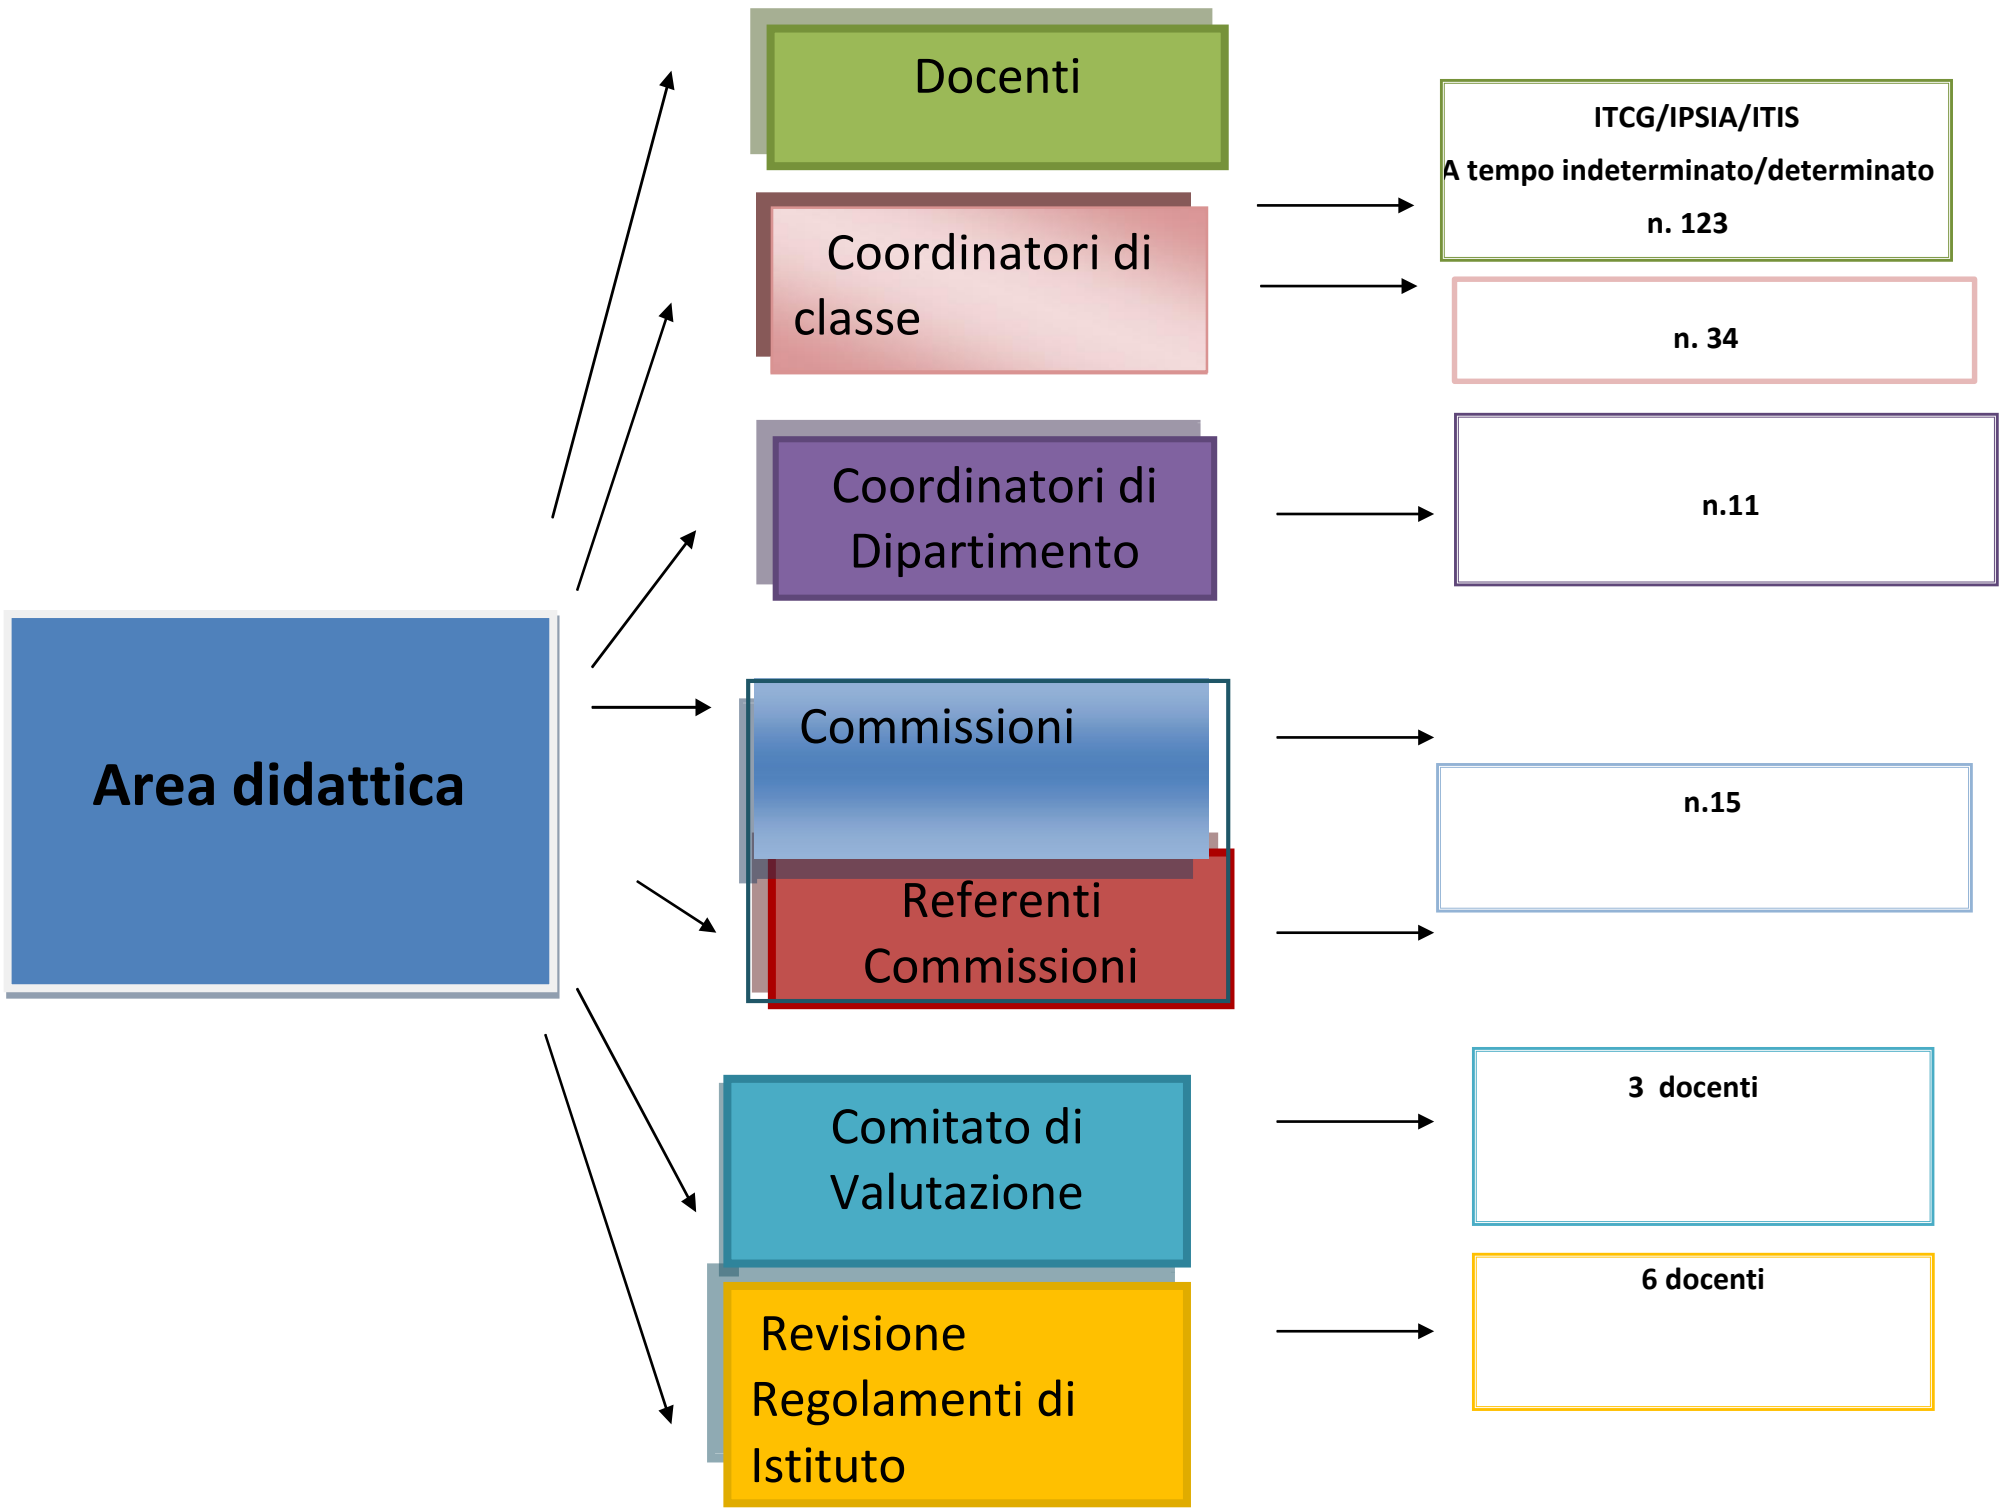 Docenti
ITCG/IPSIA/ITIS
A tempo indeterminato/determinato
n. 123
Coordinatori di
classe
n. 34
Coordinatori di
Dipartimento
n.11
Area didattica
Commissioni
n.15
Referenti
Commissioni
Comitato di
Valutazione
3  docenti
Revisione
Regolamenti di
Istituto
6 docenti